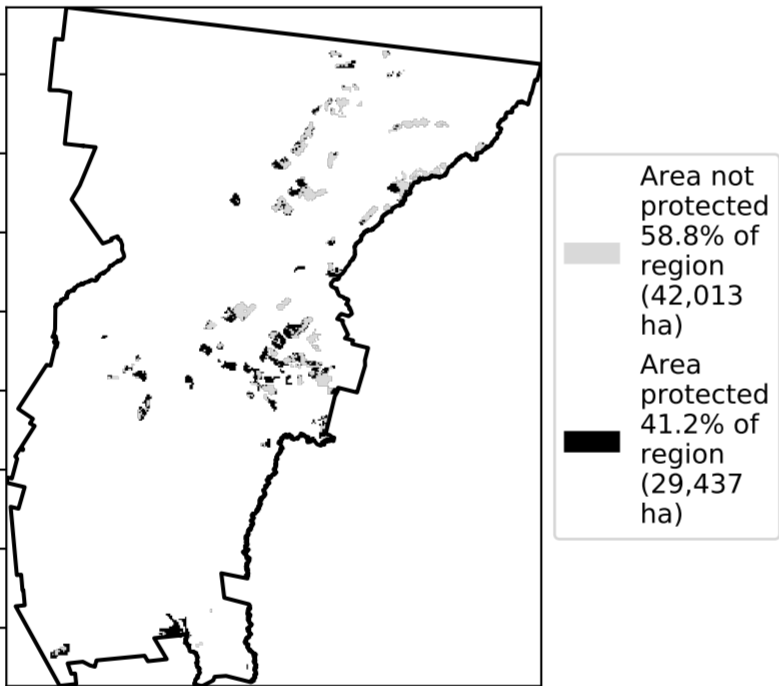 Area not
protected
58.8% of
region
(42,013
ha)
Area
protected
41.2% of
region
(29,437
ha)